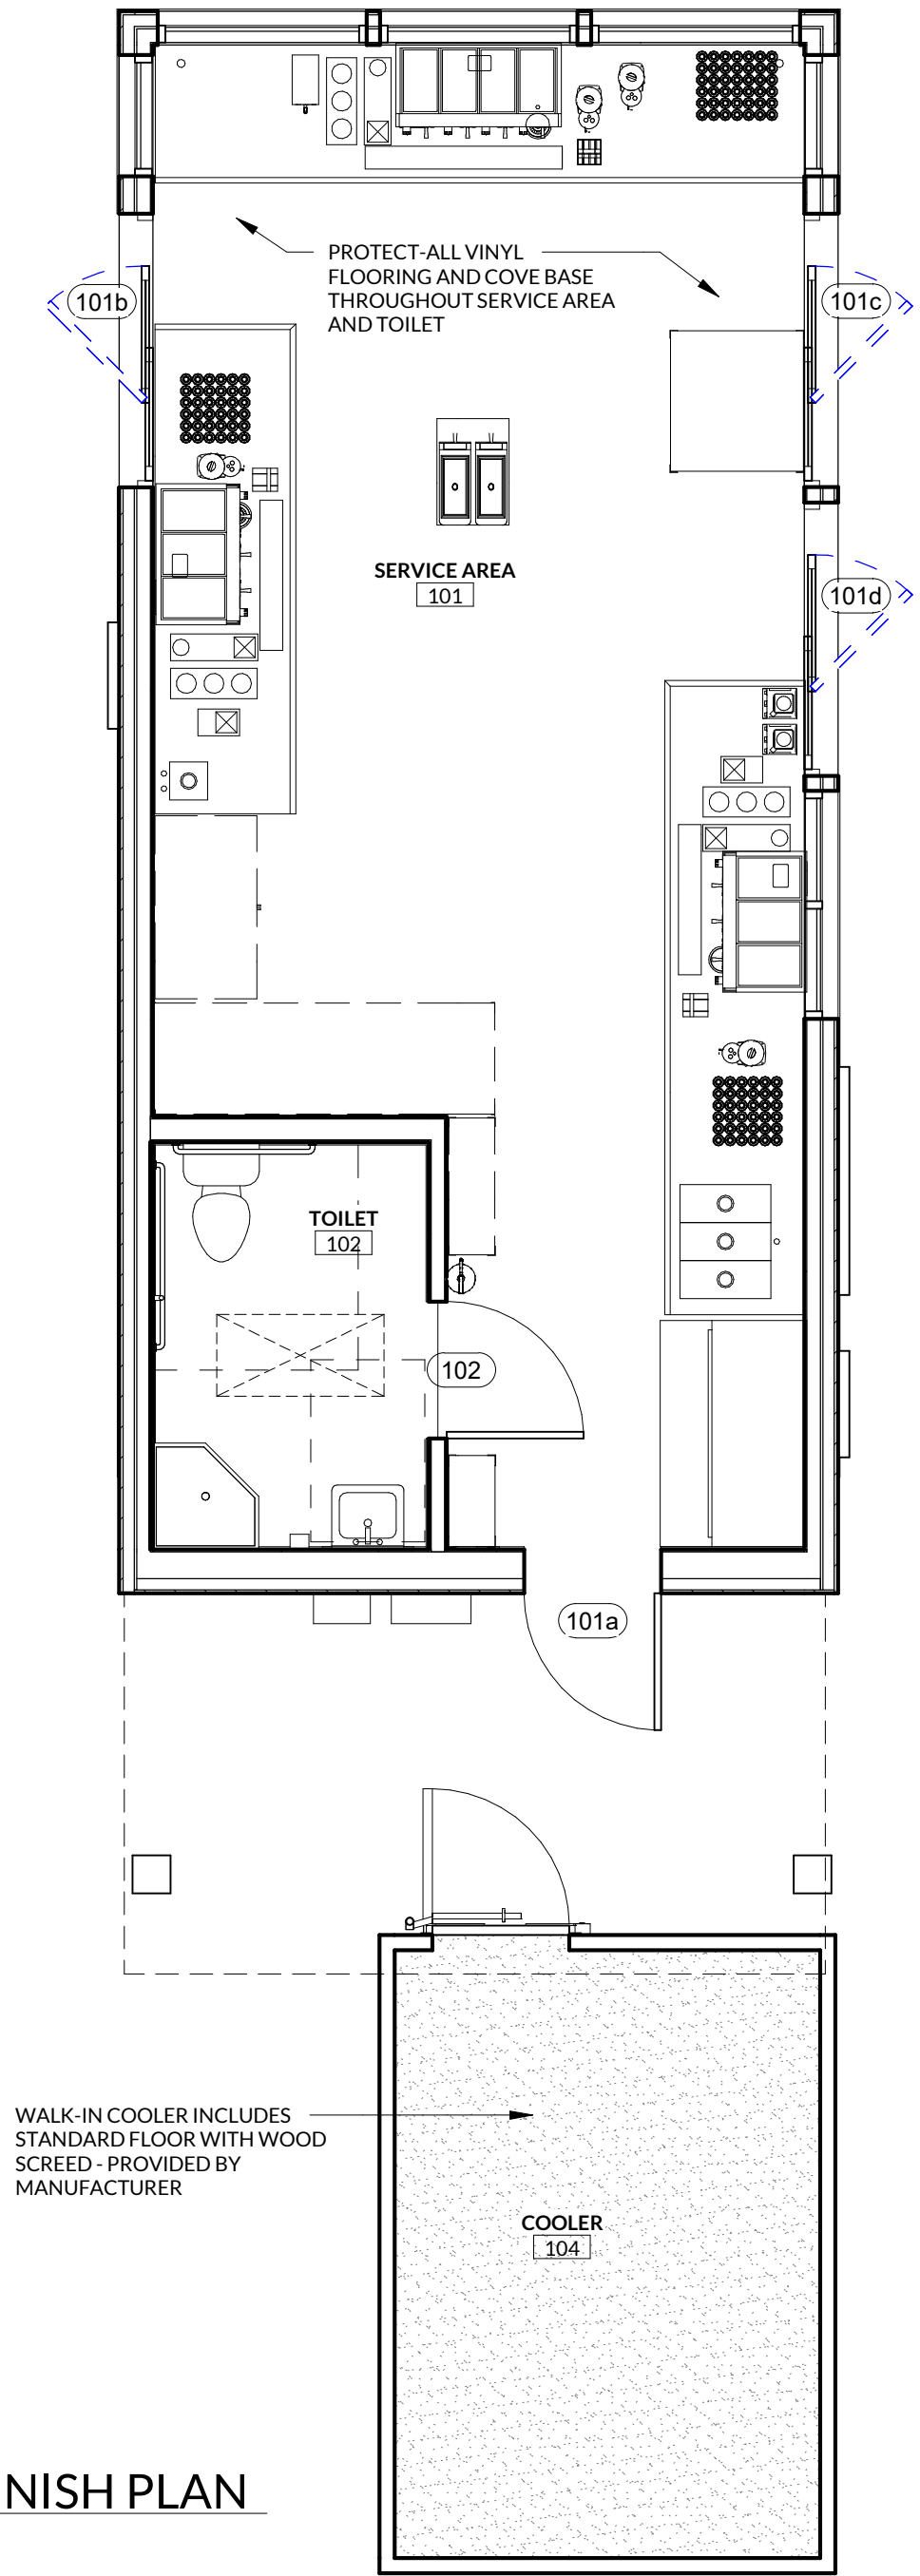 PROTECT-ALL VINYL
FLOORING AND COVE BASE
THROUGHOUT SERVICE AREA
AND TOILET
101b
101c
SERVICE AREA
101
101d
TOILET
102
102
101a
WALK-IN COOLER INCLUDES
STANDARD FLOOR WITH WOOD
SCREED - PROVIDED BY
MANUFACTURER
COOLER
104
NISH PLAN